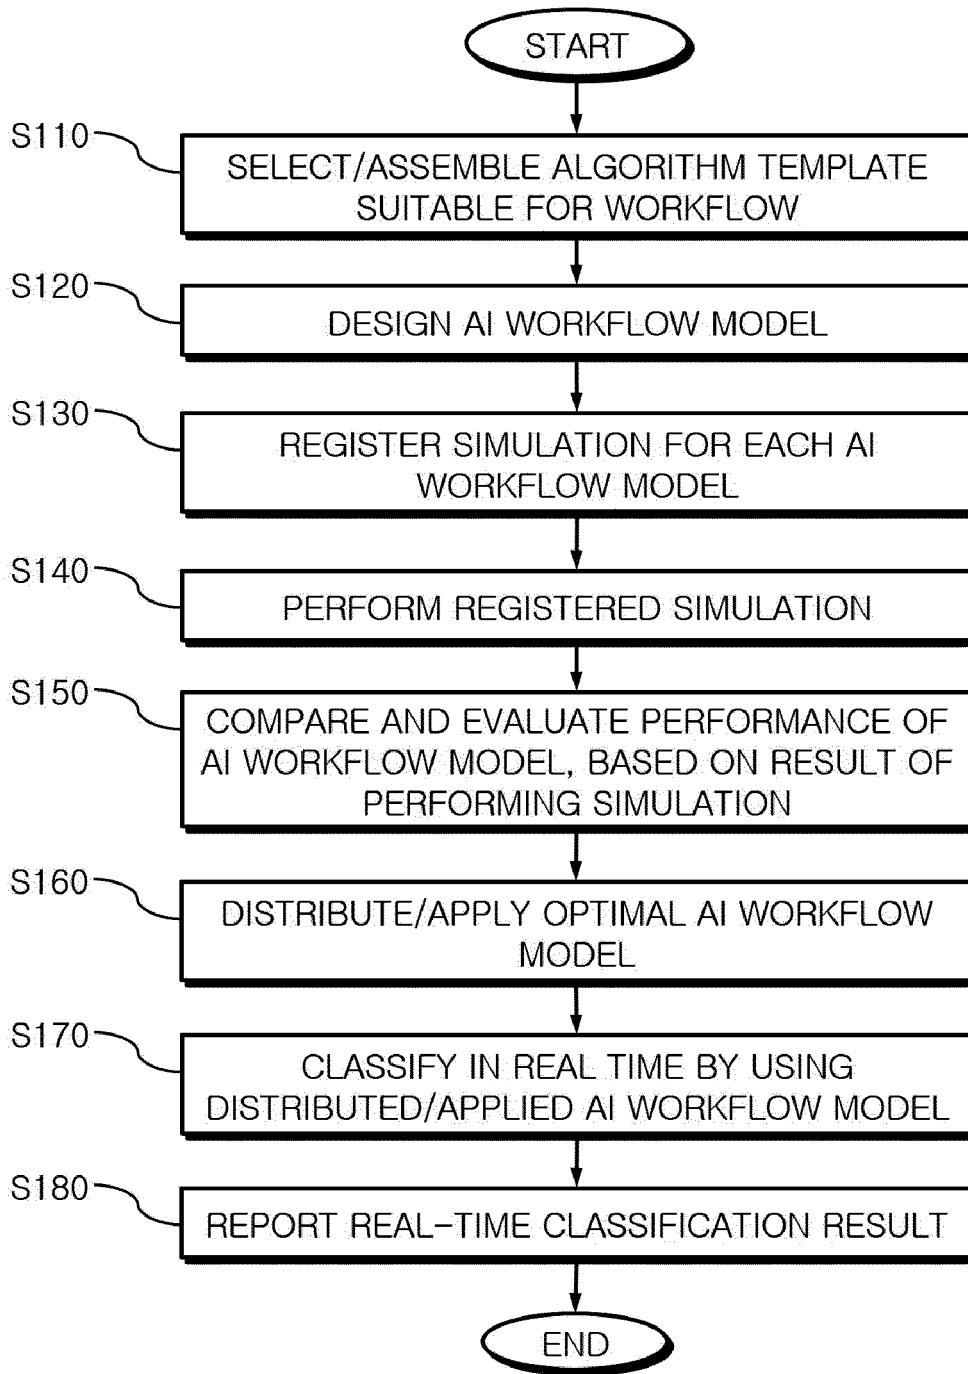 START
S110
SELECT/ASSEMBLE ALGORITHM TEMPLATE
SUITABLE FOR WORKFLOW
S120
DESIGN AI WORKFLOW MODEL
S130
REGISTER SIMULATION FOR EACH AI
WORKFLOW MODEL
S140
PERFORM REGISTERED SIMULATION
S150
COMPARE AND EVALUATE PERFORMANCE OF
AI WORKFLOW MODEL, BASED ON RESULT OF
PERFORMING SIMULATION
S160
DISTRIBUTE/APPLY OPTIMAL AI WORKFLOW
MODEL
S170
CLASSIFY IN REAL TIME BY USING
DISTRIBUTED/APPLIED AI WORKFLOW MODEL
S180
REPORT REAL-TIME CLASSIFICATION RESULT
END